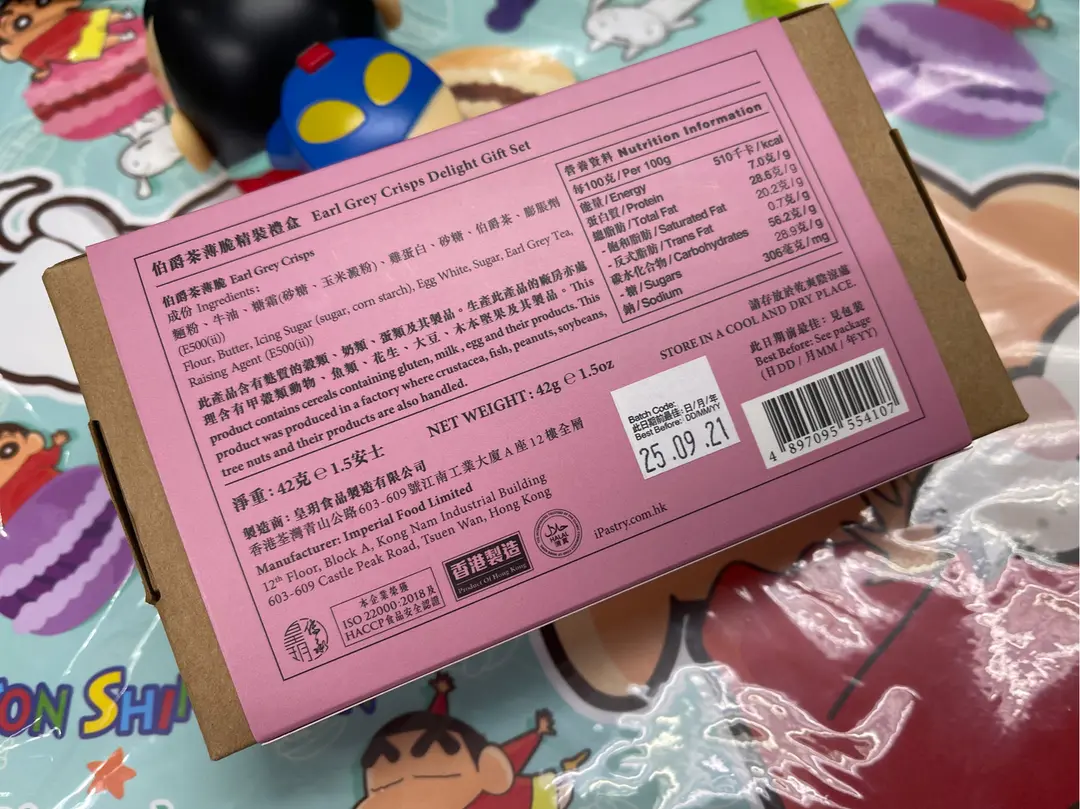 伯爵茶薄脆精裝禮盒 Earl Grey Crisps Delight Gift Set
伯爵茶薄脆 Earl Grey Crisps
成份 Ingredients:
麵粉、牛油、糖霜(砂糖、玉米澱粉)、雞蛋白、砂糖、伯爵茶、膨脹劑
(E500(ii))
Flour, Butter, Icing Sugar (sugar, corn starch), Egg White, Sugar, Earl Grey Tea,
Raising Agent (E500(ii))
此產品含有麩質的穀類、奶類、蛋類及其製品。生產此產品的廠房亦處
理含有甲殼類動物、魚類、花生、大豆、木本堅果及其製品。This
product contains cereals containing gluten, milk, egg and their products. This
product was produced in a factory where crustacea, fish, peanuts, soybeans,
tree nuts and their products are also handled.
淨重:42克 e 1.5安士 NET WEIGHT: 42g e 1.5oz
製造商:皇玥食品製造有限公司
香港荃灣青山公路603-609號江南工業大廈A座12樓全層
Manufacturer: Imperial Food Limited
12th Floor, Block A, Kong Nam Industrial Building
603-609 Castle Peak Road, Tsuen Wan, Hong Kong
皇玥
傳承
本企業榮獲
ISO 22000:2018及
HACCP食品安全認證
香港製造
Product Of Hong Kong
HALAL
iPastry.com.hk
營養資料 Nutrition Information
每100克/Per 100g
能量/Energy 510千卡/kcal
蛋白質/Protein 7.0克/g
總脂肪/Total Fat 28.6克/g
- 飽和脂肪/Saturated Fat 20.2克/g
- 反式脂肪/Trans Fat 0.7克/g
碳水化合物/Carbohydrates 56.2克/g
- 糖/Sugars 28.9克/g
鈉/Sodium 306毫克/mg
請存放於乾爽陰涼處
STORE IN A COOL AND DRY PLACE.
此日期前最佳:見包裝
Best Before: See package
(日DD/月MM/年YY)
Batch Code:
此日期前最佳:日/月/年
Best Before: DD/MM/YY
25.09.21
4 897095 554107
ON SHIN